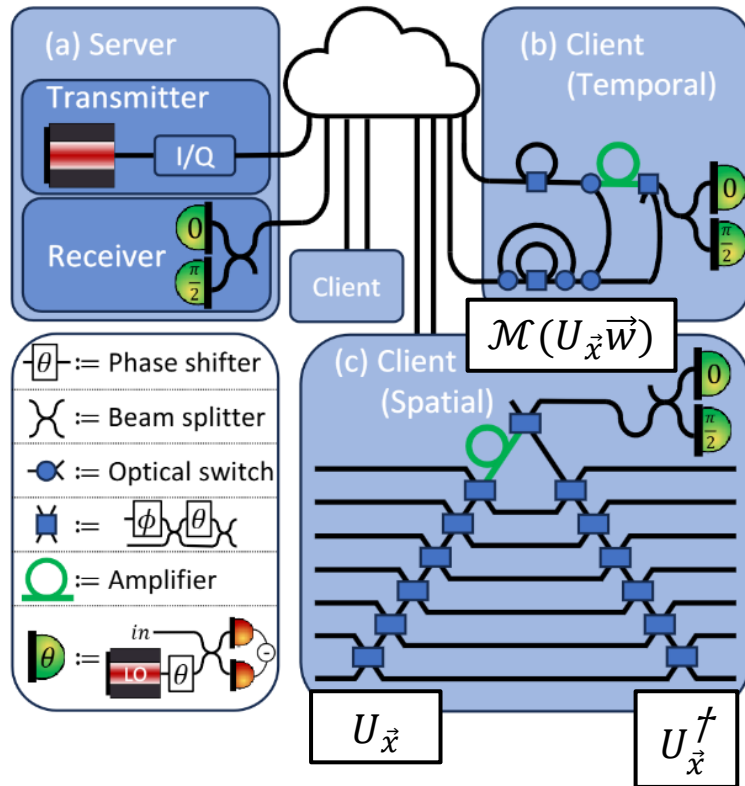 (a) Server
Transmitter
I/Q
Receiver
0
π/2
Client
(b) Client
(Temporal)
0
π/2
ℳ(U_x⃗ w⃗)
(c) Client
(Spatial)
0
π/2
U_x⃗
U_x⃗^†
θ := Phase shifter
:= Beam splitter
:= Optical switch
:= ϕ θ
:= Amplifier
θ := in LO θ -